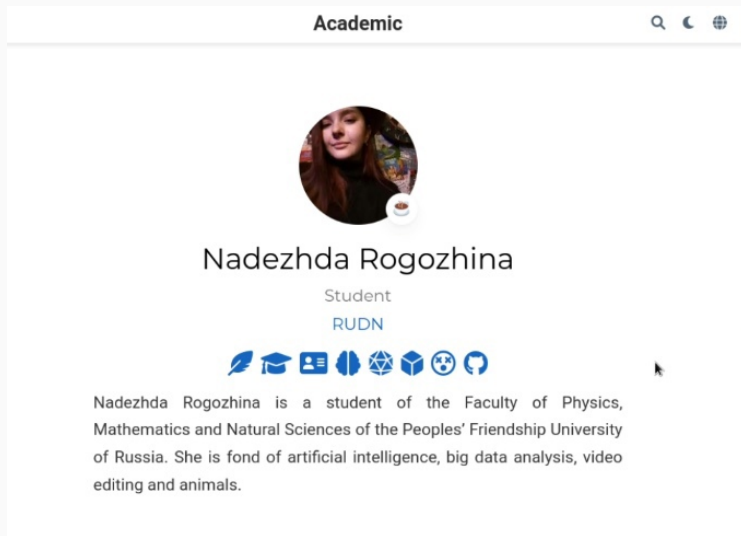 Academic
Nadezhda Rogozhina
Student
RUDN
Nadezhda Rogozhina is a student of the Faculty of Physics,
Mathematics and Natural Sciences of the Peoples’ Friendship University
of Russia. She is fond of artificial intelligence, big data analysis, video
editing and animals.